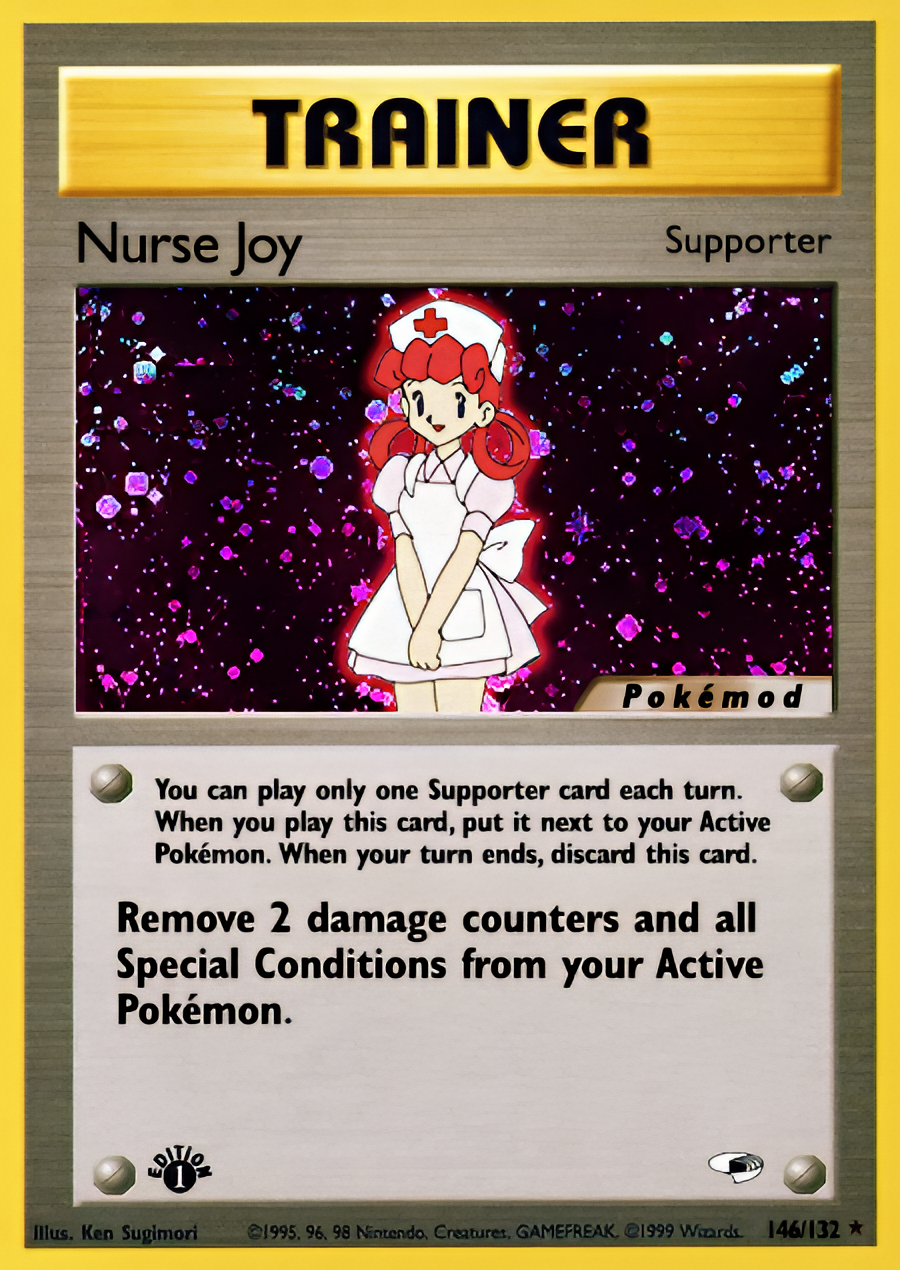 TRAINER
Nurse Joy
Supporter
Pokémod
You can play only one Supporter card each turn.
When you play this card, put it next to your Active
Pokémon. When your turn ends, discard this card.
Remove 2 damage counters and all
Special Conditions from your Active
Pokémon.
EDITION
1
Illus. Ken Sugimori
©1995, 96, 98 Nintendo, Creatures, GAMEFREAK. ©1999 Wizards.
146/132 ★